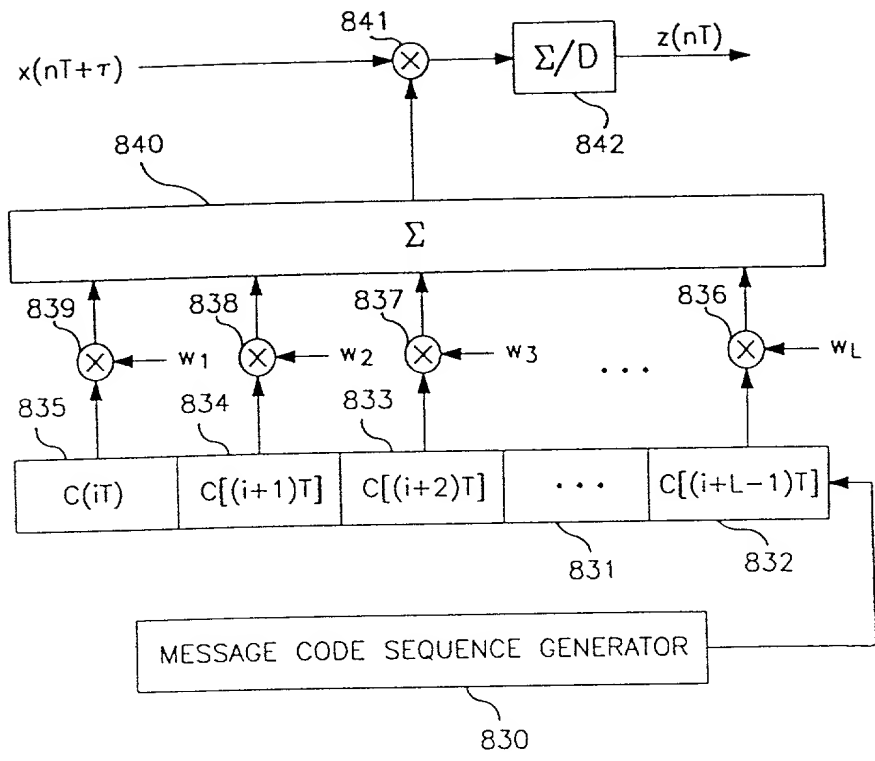 841
x(nT+τ)
Σ/D
z(nT)
842
840
Σ
839
838
837
836
w1
w2
w3
...
wL
835
834
833
C(iT)
C[(i+1)T]
C[(i+2)T]
...
C[(i+L-1)T]
831
832
MESSAGE CODE SEQUENCE GENERATOR
830